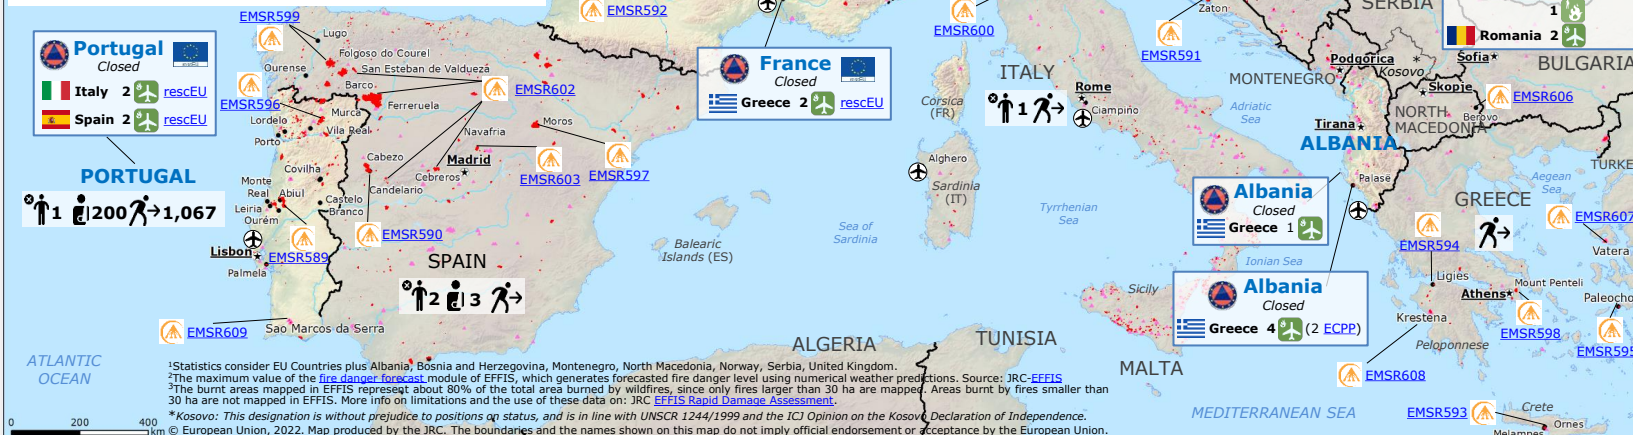 EMSR599
EMSR592
EMSR600
EMSR591
Zaton
SERBIA
1
Romania 2
Lugo
Folgoso do Courel
San Esteban de Valdueza
Ourense
Barco
EMSR602
EMSR596
Ferreruela
Murca
Lordelo
Vila Real
Porto
Navafria
Moros
Portugal
Closed
Italy 2 rescEU
Spain 2 rescEU
France
Closed
Greece 2 rescEU
ITALY
1
Rome
Ciampino
Corsica
(FR)
Adriatic
Sea
MONTENEGRO
Podgorica
Kosovo
*
Sofia
BULGARIA
Skopje
EMSR606
NORTH
MACEDONIA
Berovo
Tirana
ALBANIA
TURKE
PORTUGAL
1 200 1,067
Covilha
Monte
Real
Abiul
Leiria
Ourém
Castelo
Branco
Cabezo
Candelario
Madrid
Cebreros
EMSR603
EMSR597
EMSR590
Lisbon
EMSR589
Palmela
SPAIN
2 3
EMSR609
Sao Marcos da Serra
Balearic
Islands (ES)
Sea of
Sardinia
Alghero
Sardinia
(IT)
Tyrrhenian
Sea
Palasë
Albania
Closed
Greece 1
Ionian Sea
Albania
Closed
Greece 4 (2 ECPP)
Sicily
GREECE
Aegean
Sea
EMSR607
Vatera
EMSR594
Ligiés
Athens
Mount Penteli
Paleocho
Krestena
Peloponnese
EMSR598
EMSR595
EMSR608
EMSR593
Crete
Ornes
Melampes
ATLANTIC
OCEAN
ALGERIA
TUNISIA
MALTA
MEDITERRANEAN SEA
0 200 400
km
1Statistics consider EU Countries plus Albania, Bosnia and Herzegovina, Montenegro, North Macedonia, Norway, Serbia, United Kingdom.
2The maximum value of the fire danger forecast module of EFFIS, which generates forecasted fire danger level using numerical weather predictions. Source: JRC-EFFIS
3The burnt areas mapped in EFFIS represent about 80% of the total area burned by wildfires, since only fires larger than 30 ha are mapped. Areas burnt by fires smaller than
30 ha are not mapped in EFFIS. More info on limitations and the use of these data on: JRC EFFIS Rapid Damage Assessment.
*Kosovo: This designation is without prejudice to positions on status, and is in line with UNSCR 1244/1999 and the ICJ Opinion on the Kosovo Declaration of Independence.
© European Union, 2022. Map produced by the JRC. The boundaries and the names shown on this map do not imply official endorsement or acceptance by the European Union.